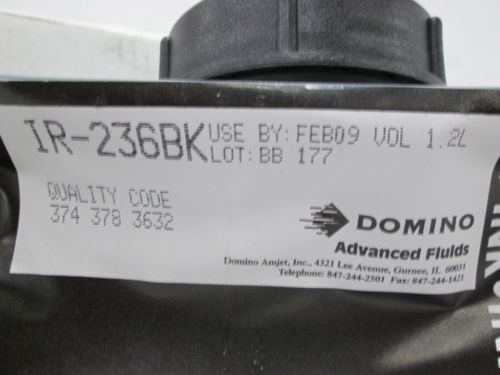 IR-236BK USE BY: FEB09 VOL 1.2L
LOT: BB 177
QUALITY CODE
374 378 3632
DOMINO
Advanced Fluids
Domino Amjet, Inc., 4321 Lee Avenue, Gurnee, IL 60031
Telephone: 847-244-2501 Fax: 847-244-1421